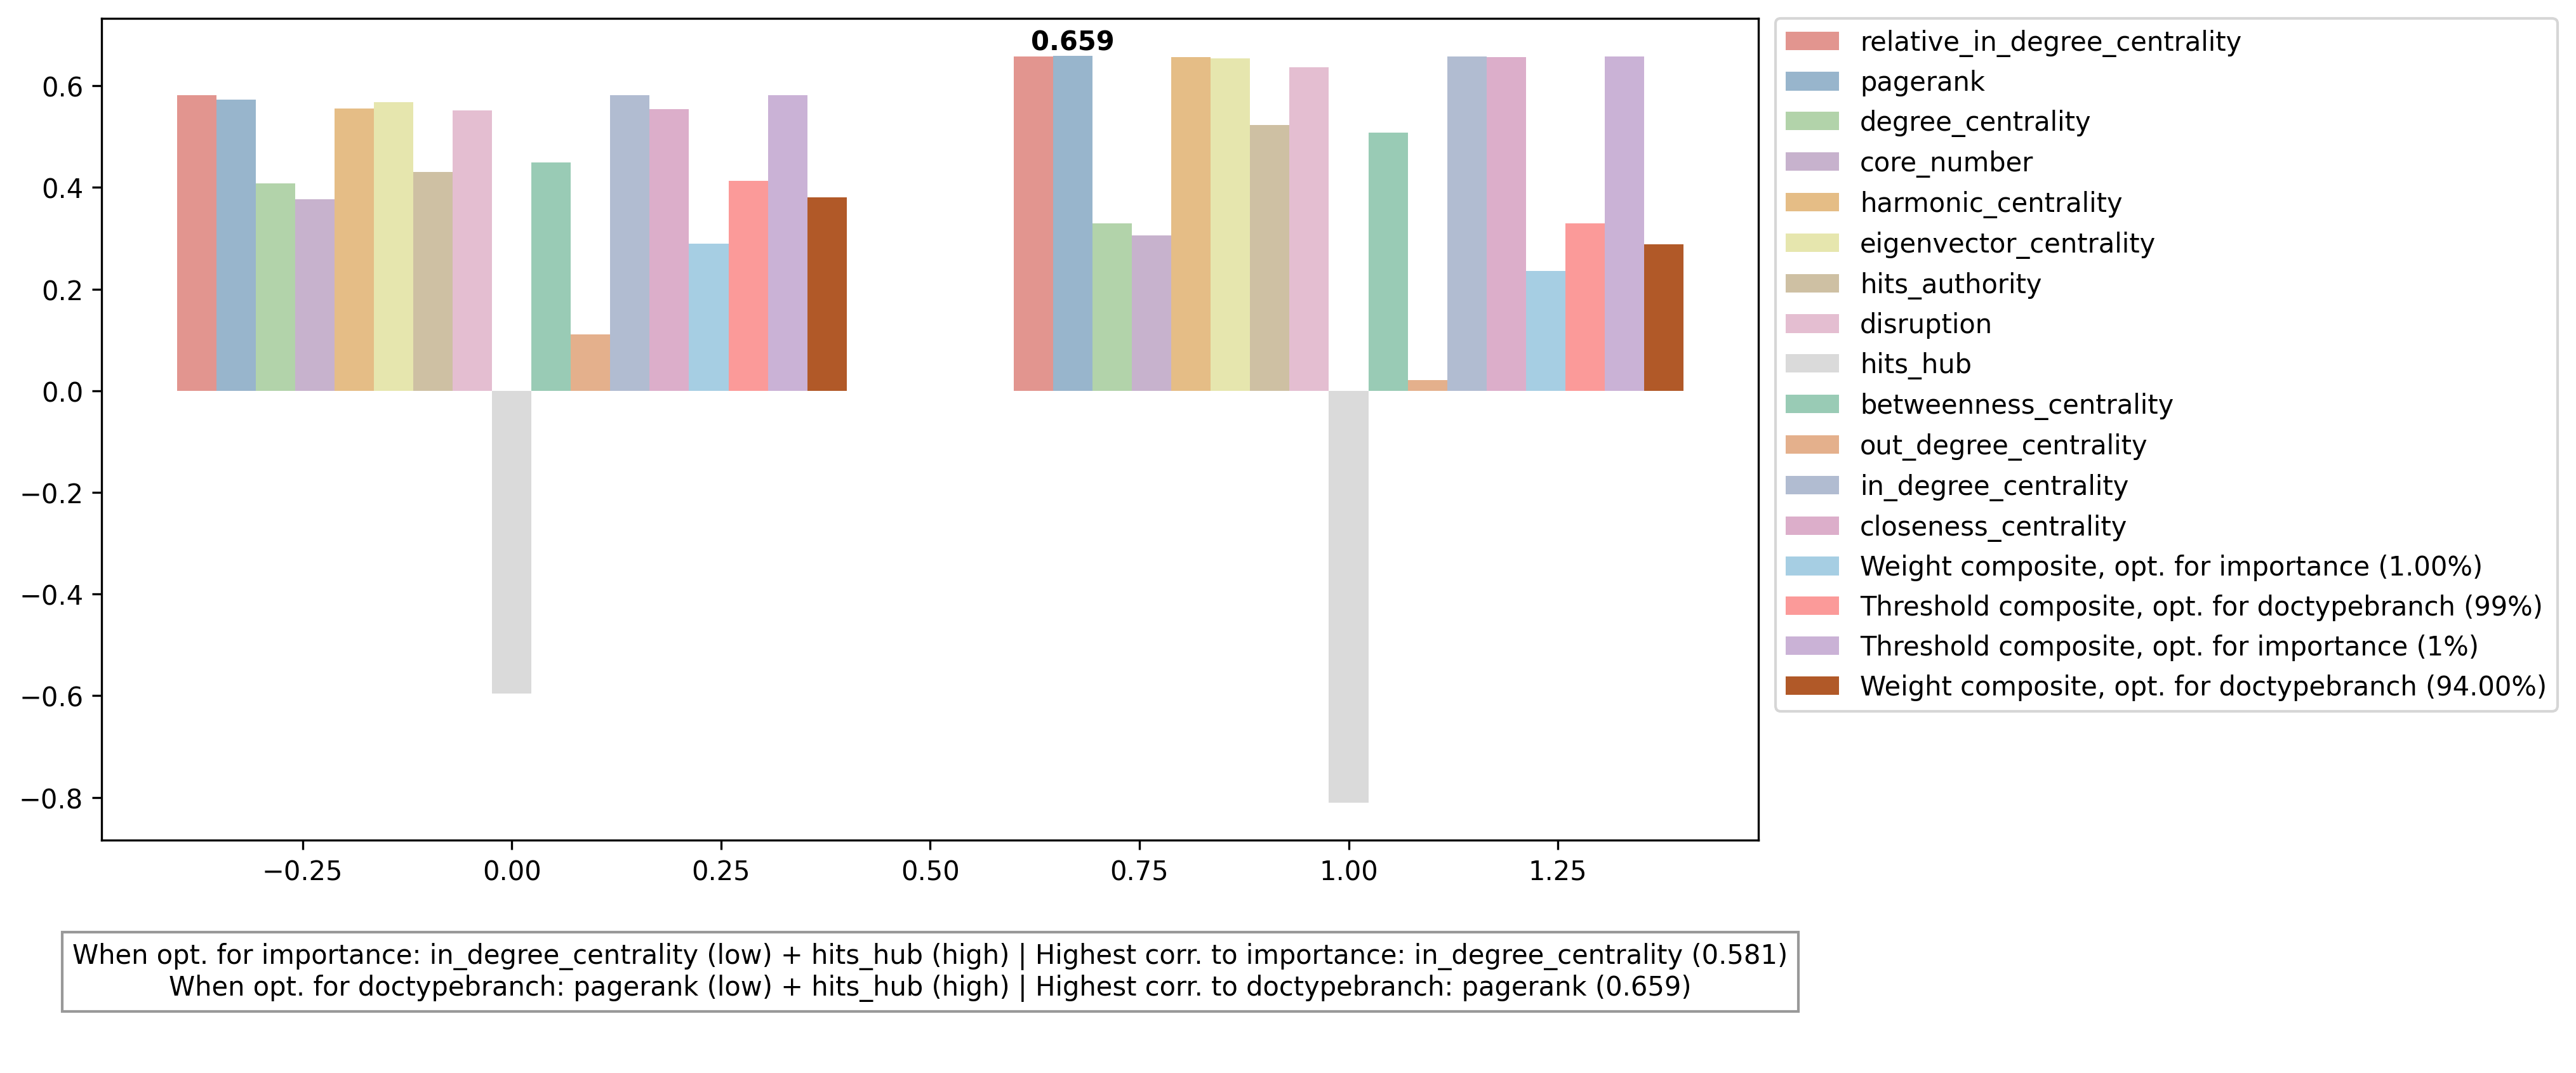 0.659
0.6
0.4
0.2
0.0
−0.2
−0.4
−0.6
−0.8
−0.25
0.00
0.25
0.50
0.75
1.00
1.25
relative_in_degree_centrality
pagerank
degree_centrality
core_number
harmonic_centrality
eigenvector_centrality
hits_authority
disruption
hits_hub
betweenness_centrality
out_degree_centrality
in_degree_centrality
closeness_centrality
Weight composite, opt. for importance (1.00%)
Threshold composite, opt. for doctypebranch (99%)
Threshold composite, opt. for importance (1%)
Weight composite, opt. for doctypebranch (94.00%)
When opt. for importance: in_degree_centrality (low) + hits_hub (high) | Highest corr. to importance: in_degree_centrality (0.581)
When opt. for doctypebranch: pagerank (low) + hits_hub (high) | Highest corr. to doctypebranch: pagerank (0.659)